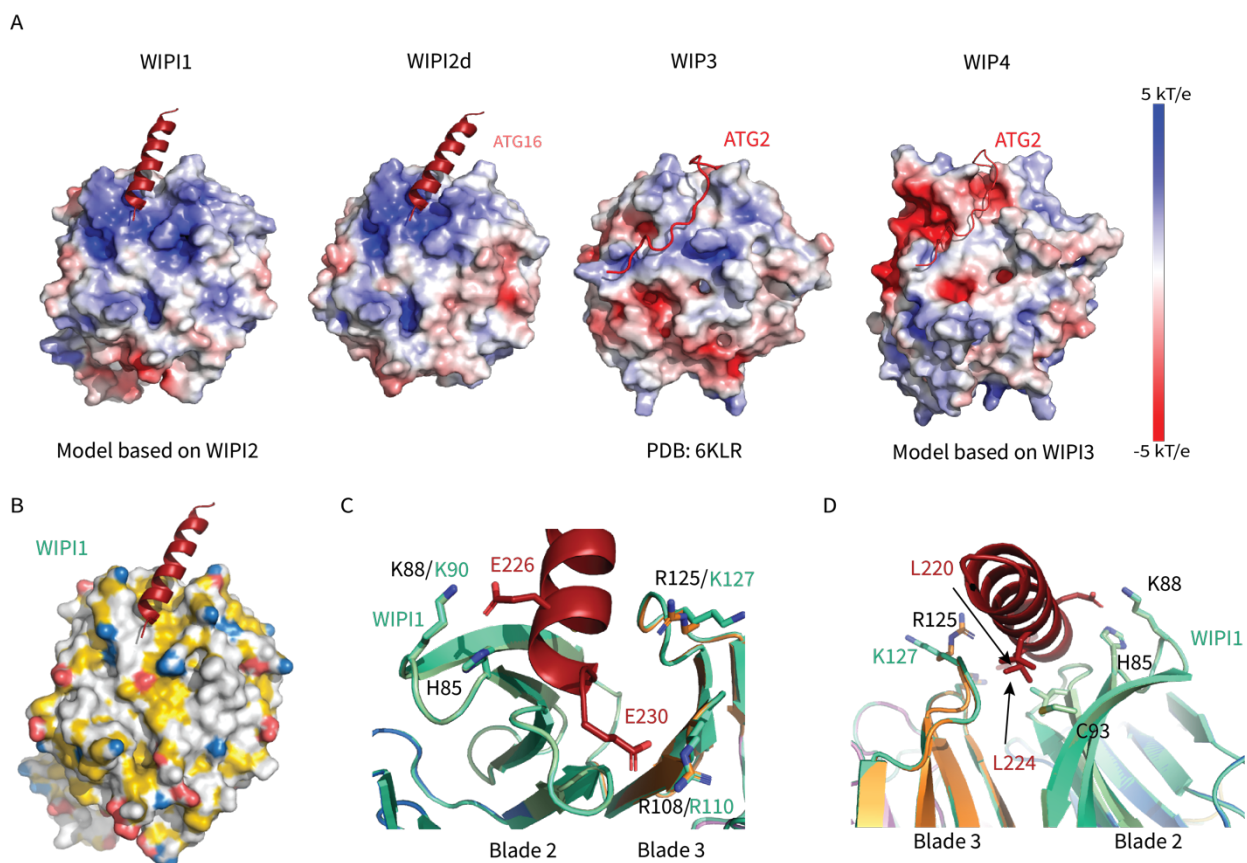 A
WIPI1
WIPI2d
WIP3
WIP4
5 kT/e
ATG16
ATG2
ATG2
Model based on WIPI2
PDB: 6KLR
Model based on WIPI3
-5 kT/e
B
WIPI1
C
K88/K90
E226
R125/K127
WIPI1
H85
E230
R108/R110
Blade 2
Blade 3
D
L220
K88
R125
WIPI1
K127
H85
C93
L224
Blade 3
Blade 2